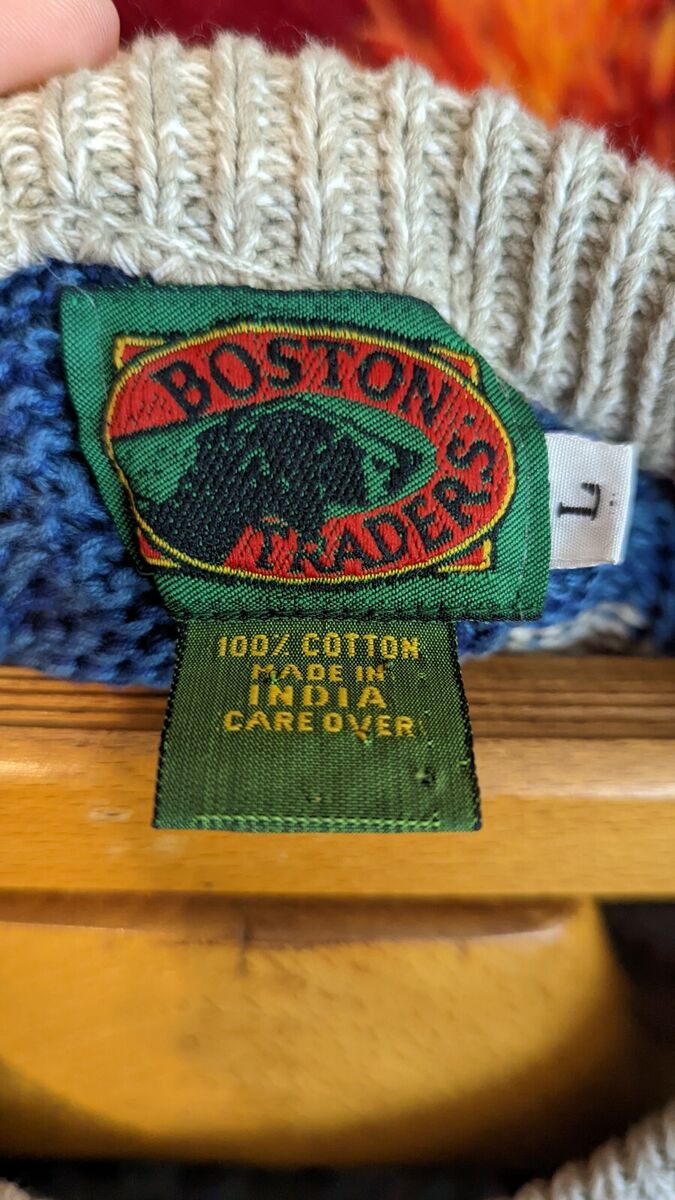 BOSTON
TRADERS
L
100% COTTON
MADE IN
INDIA
CARE OVER